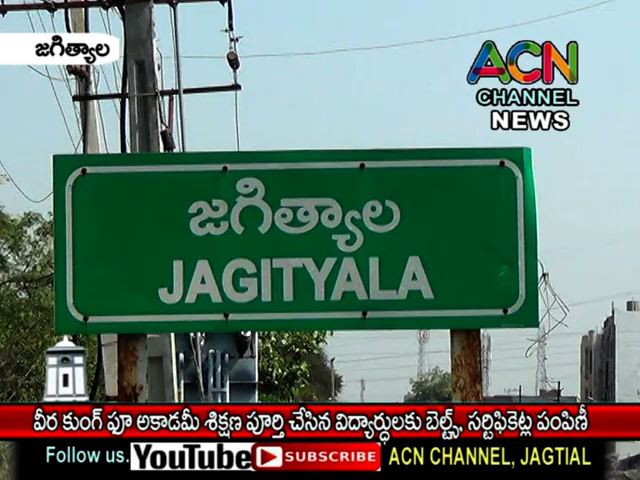 జగిత్యాల
ACN
CHANNEL
NEWS
జగిత్యాల
JAGITYALA
వీర కుంగ్ ఫూ అకాడమీ శిక్షణ పూర్తి చేసిన విద్యార్థులకు బెల్ట్స్, సర్టిఫికెట్ల పంపిణీ
Follow us. YouTube SUBSCRIBE ACN CHANNEL, JAGTIAL